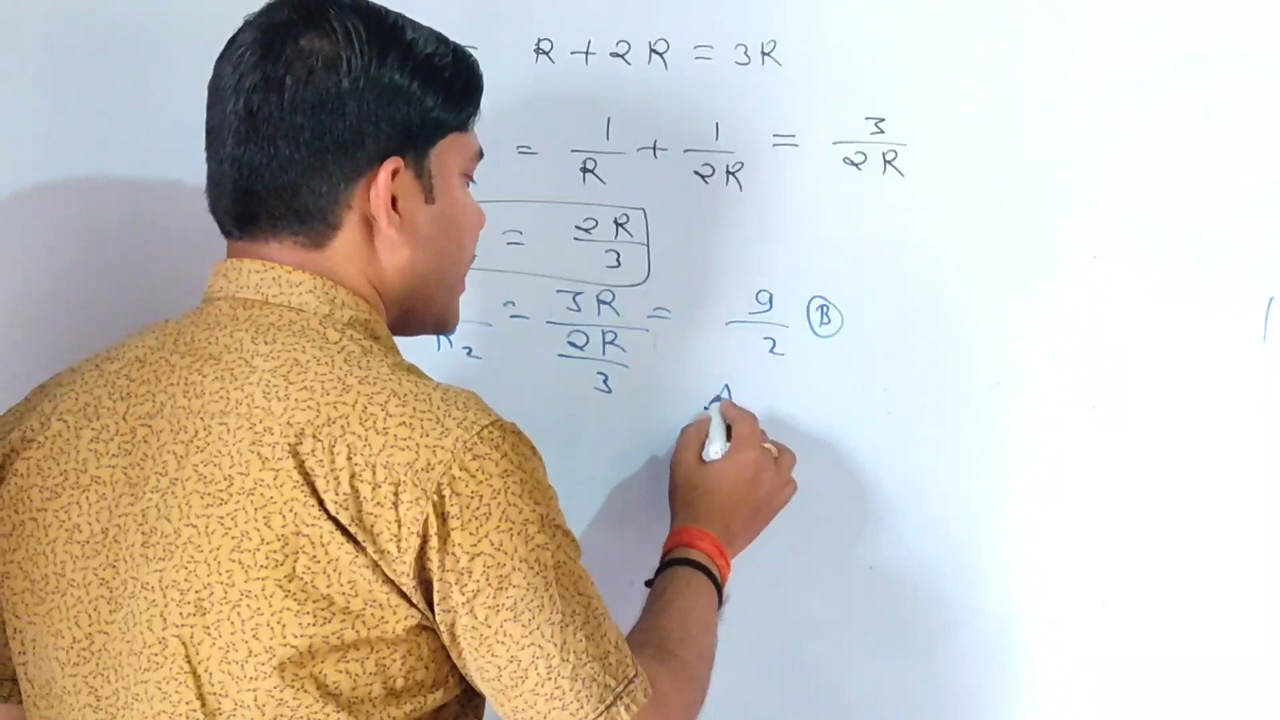 = R + 2R = 3R
= 1/R + 1/2R = 3/2R
= 2R/3
R₂ = 3R/(2R/3) = 9/2 Ⓑ
A